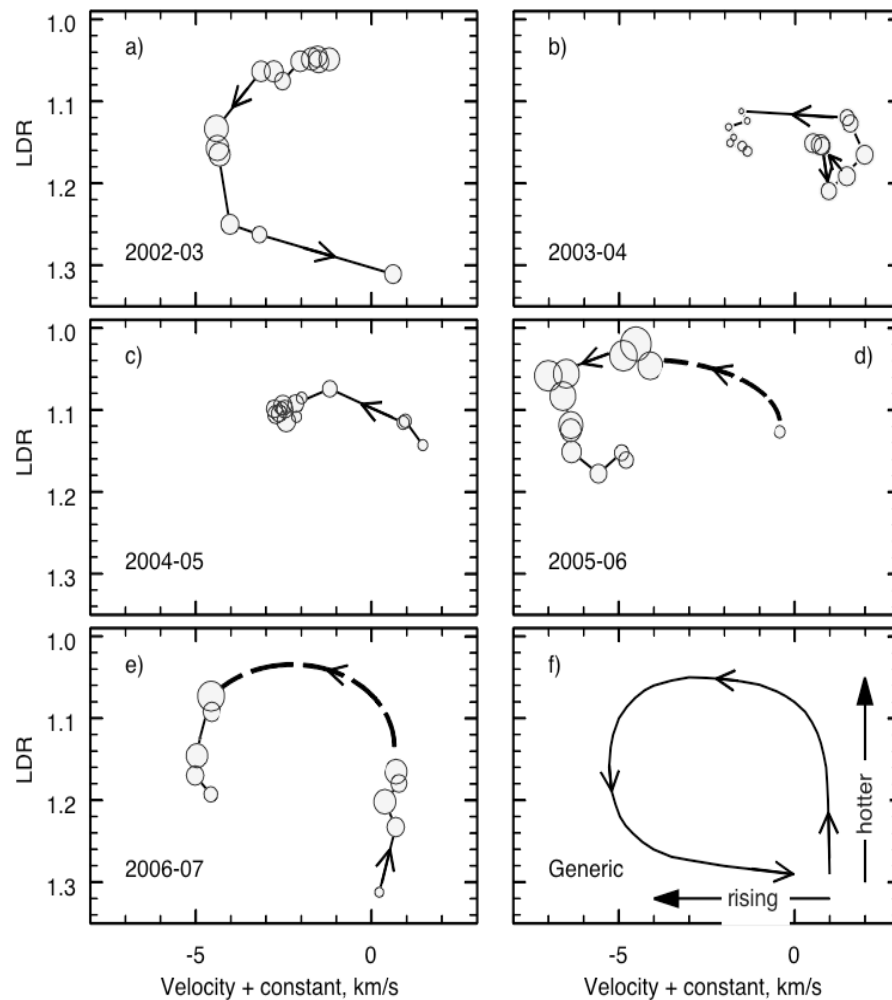 a)
1.0
1.1
1.2
1.3
LDR
2002-03
b)
2003-04
c)
1.0
1.1
1.2
1.3
LDR
2004-05
d)
2005-06
e)
1.0
1.1
1.2
1.3
LDR
2006-07
-5
0
Velocity + constant, km/s
f)
Generic
hotter
rising
-5
0
Velocity + constant, km/s